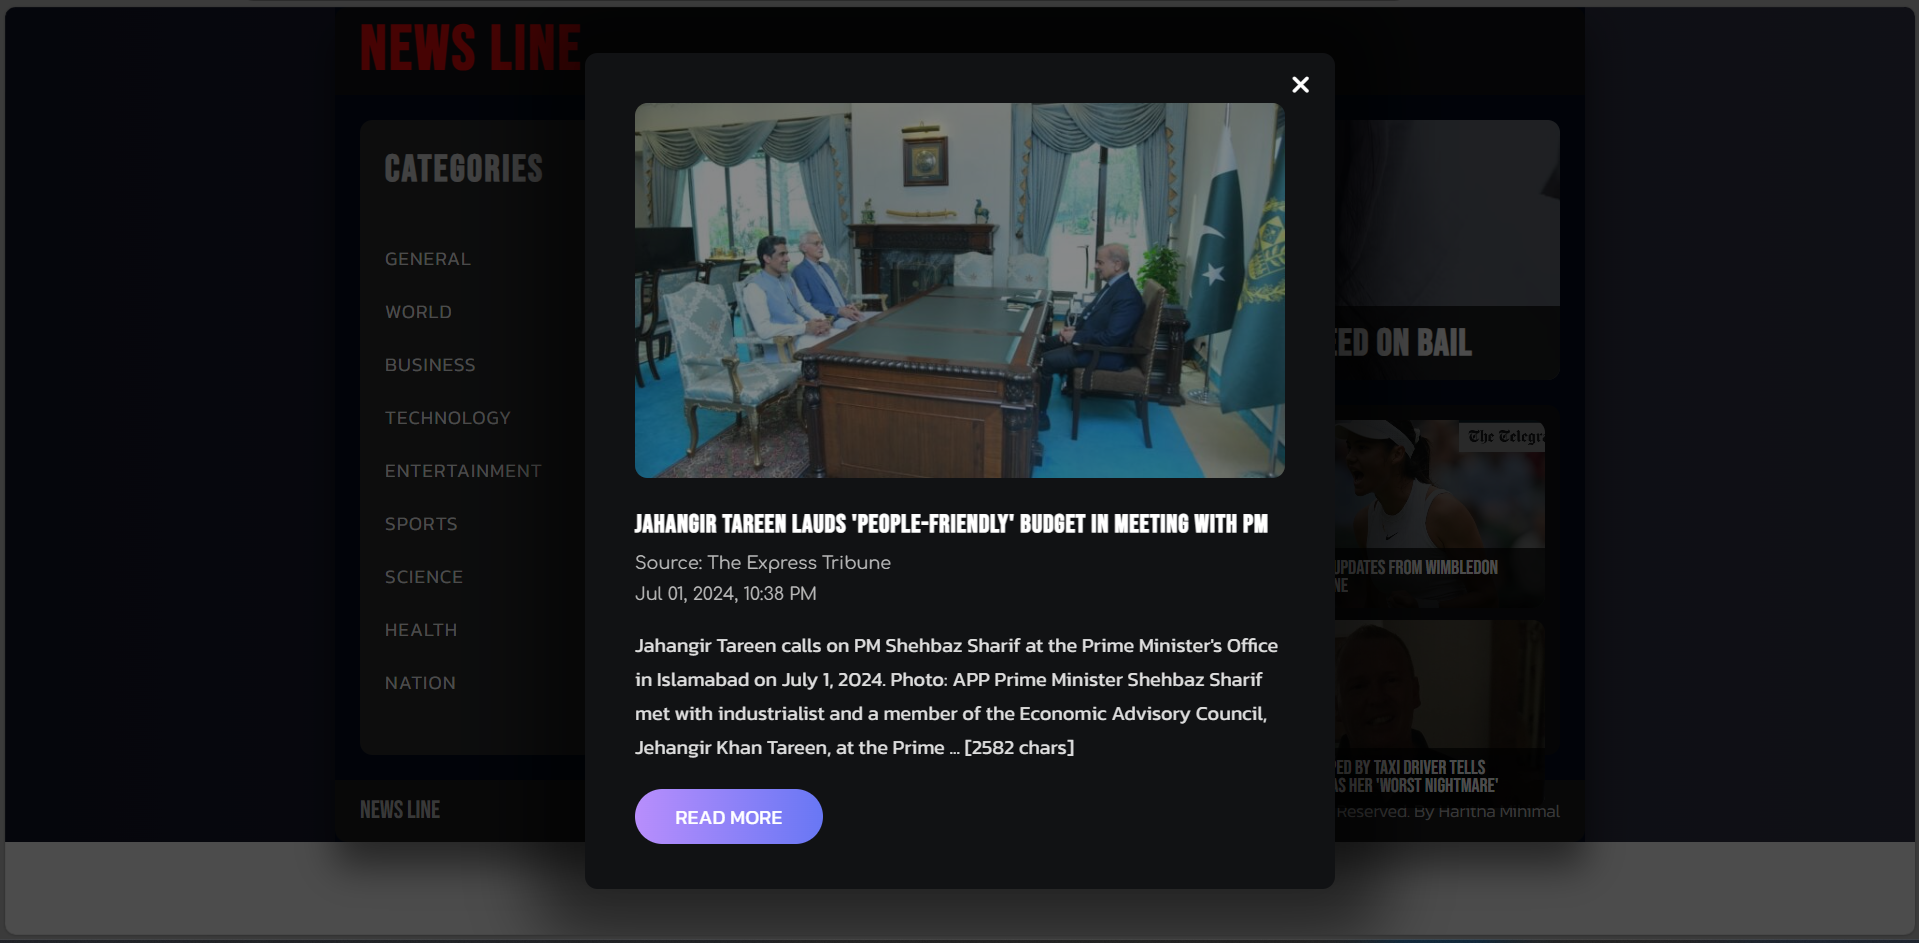 NEWS LINE
CATEGORIES
GENERAL
WORLD
BUSINESS
TECHNOLOGY
ENTERTAINMENT
SPORTS
SCIENCE
HEALTH
NATION
NEWS LINE
JAHANGIR TAREEN LAUDS 'PEOPLE-FRIENDLY' BUDGET IN MEETING WITH PM
Source: The Express Tribune
Jul 01, 2024, 10:38 PM
Jahangir Tareen calls on PM Shehbaz Sharif at the Prime Minister's Office
in Islamabad on July 1, 2024. Photo: APP Prime Minister Shehbaz Sharif
met with industrialist and a member of the Economic Advisory Council,
Jehangir Khan Tareen, at the Prime ... [2582 chars]
READ MORE
ON BAIL
The
UPDATES FROM WIMBLEDON
BY TAXI DRIVER TELLS
AS HER 'WORST NIGHTMARE'
Reserved. By Haritha Minimal